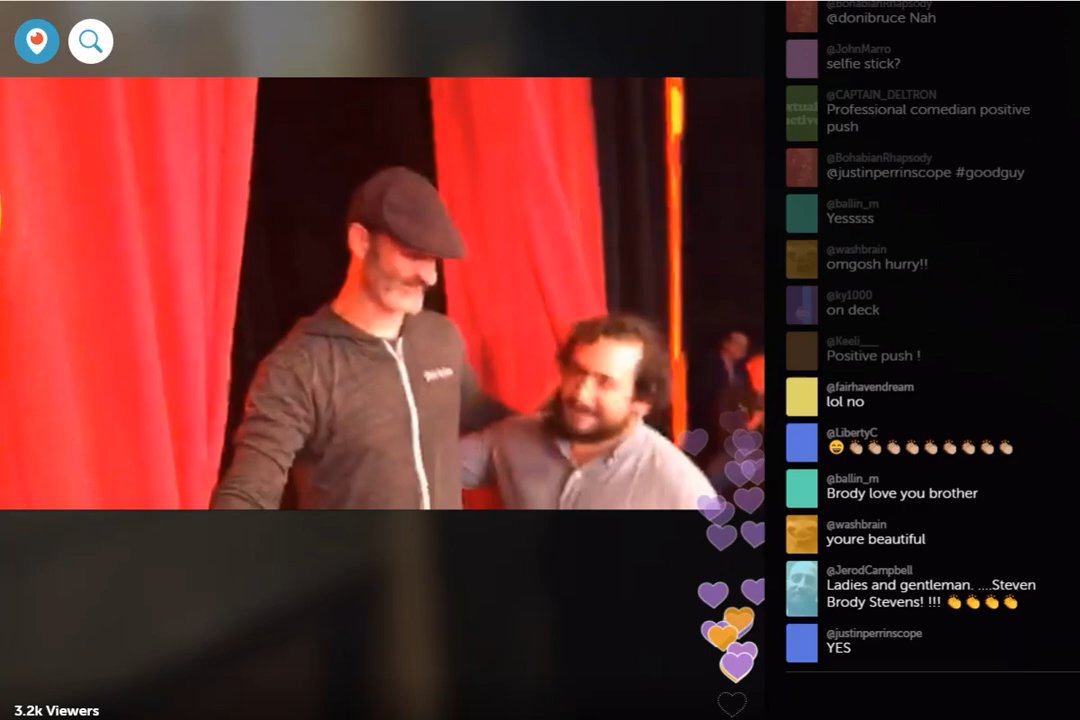 @BohabianRhapsody
@donibruce Nah
@JohnMarro
selfie stick?
@CAPTAIN_DELTRON
Professional comedian positive
push
@BohabianRhapsody
@justinperrinscope #goodguy
@ballin_m
Yesssss
@washbrain
omgosh hurry!!
@ky1000
on deck
@Keeli___
Positive push !
@fairhavendream
lol no
@LibertyC
😄👏🏼👏🏼👏🏼👏🏼👏🏼👏🏼👏🏼👏🏼👏🏼
@ballin_m
Brody love you brother
@washbrain
youre beautiful
@JerodCampbell
Ladies and gentleman. ....Steven
Brody Stevens! !!! 👏👏👏👏
@justinperrinscope
YES
3.2k Viewers